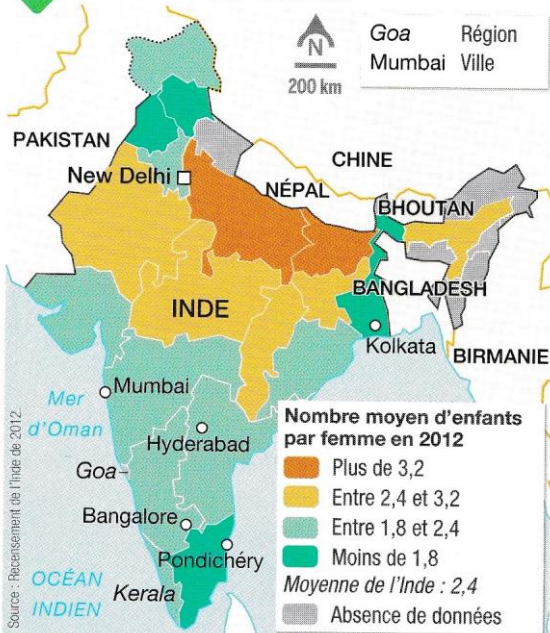 N
200 km
Goa Région
Mumbai Ville
PAKISTAN
CHINE
New Delhi
NÉPAL
BHOUTAN
INDE
BANGLADESH
Kolkata
BIRMANIE
Mumbai
Mer
d'Oman
Hyderabad
Goa
Bangalore
Pondichéry
OCÉAN
INDIEN
Kerala
Nombre moyen d'enfants
par femme en 2012
Plus de 3,2
Entre 2,4 et 3,2
Entre 1,8 et 2,4
Moins de 1,8
Moyenne de l'Inde : 2,4
Absence de données
Source : Recensement de l'Inde de 2012